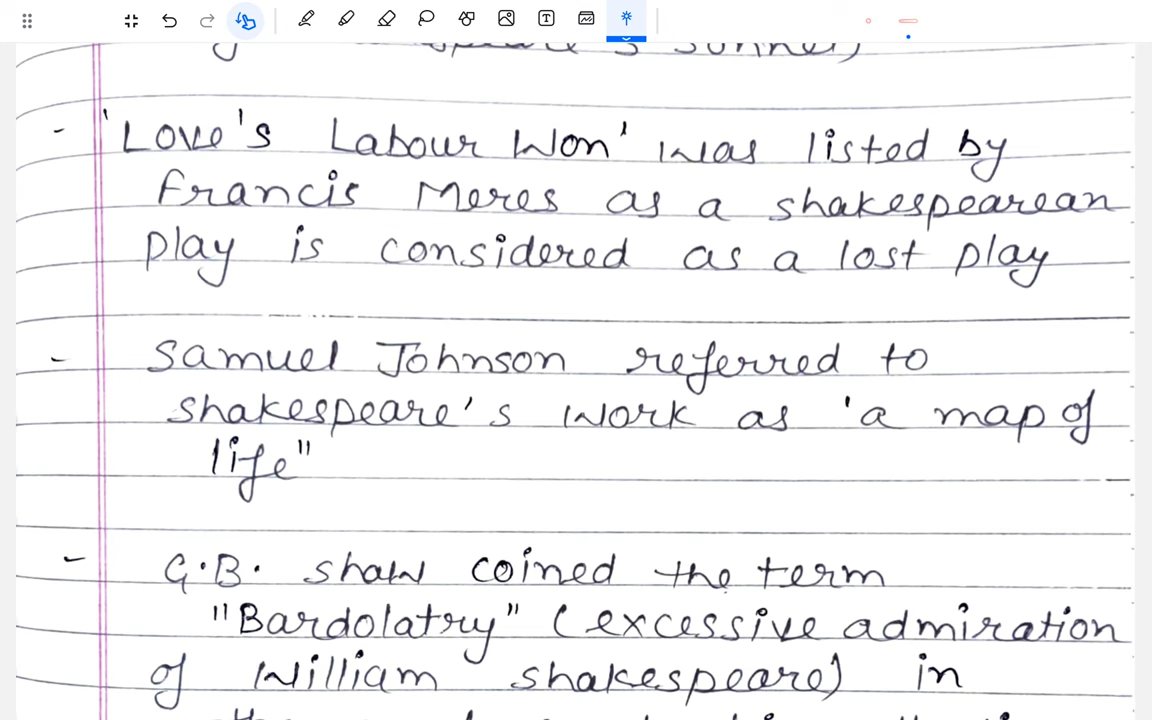 'Love's Labour Won' was listed by
Francis Meres as a shakespearean
play is considered as a lost play
- Samuel Johnson referred to
shakespeare's work as 'a map of
life"
- G.B. shaw coined the term
"Bardolatry" (excessive admiration
of William shakespeare) in